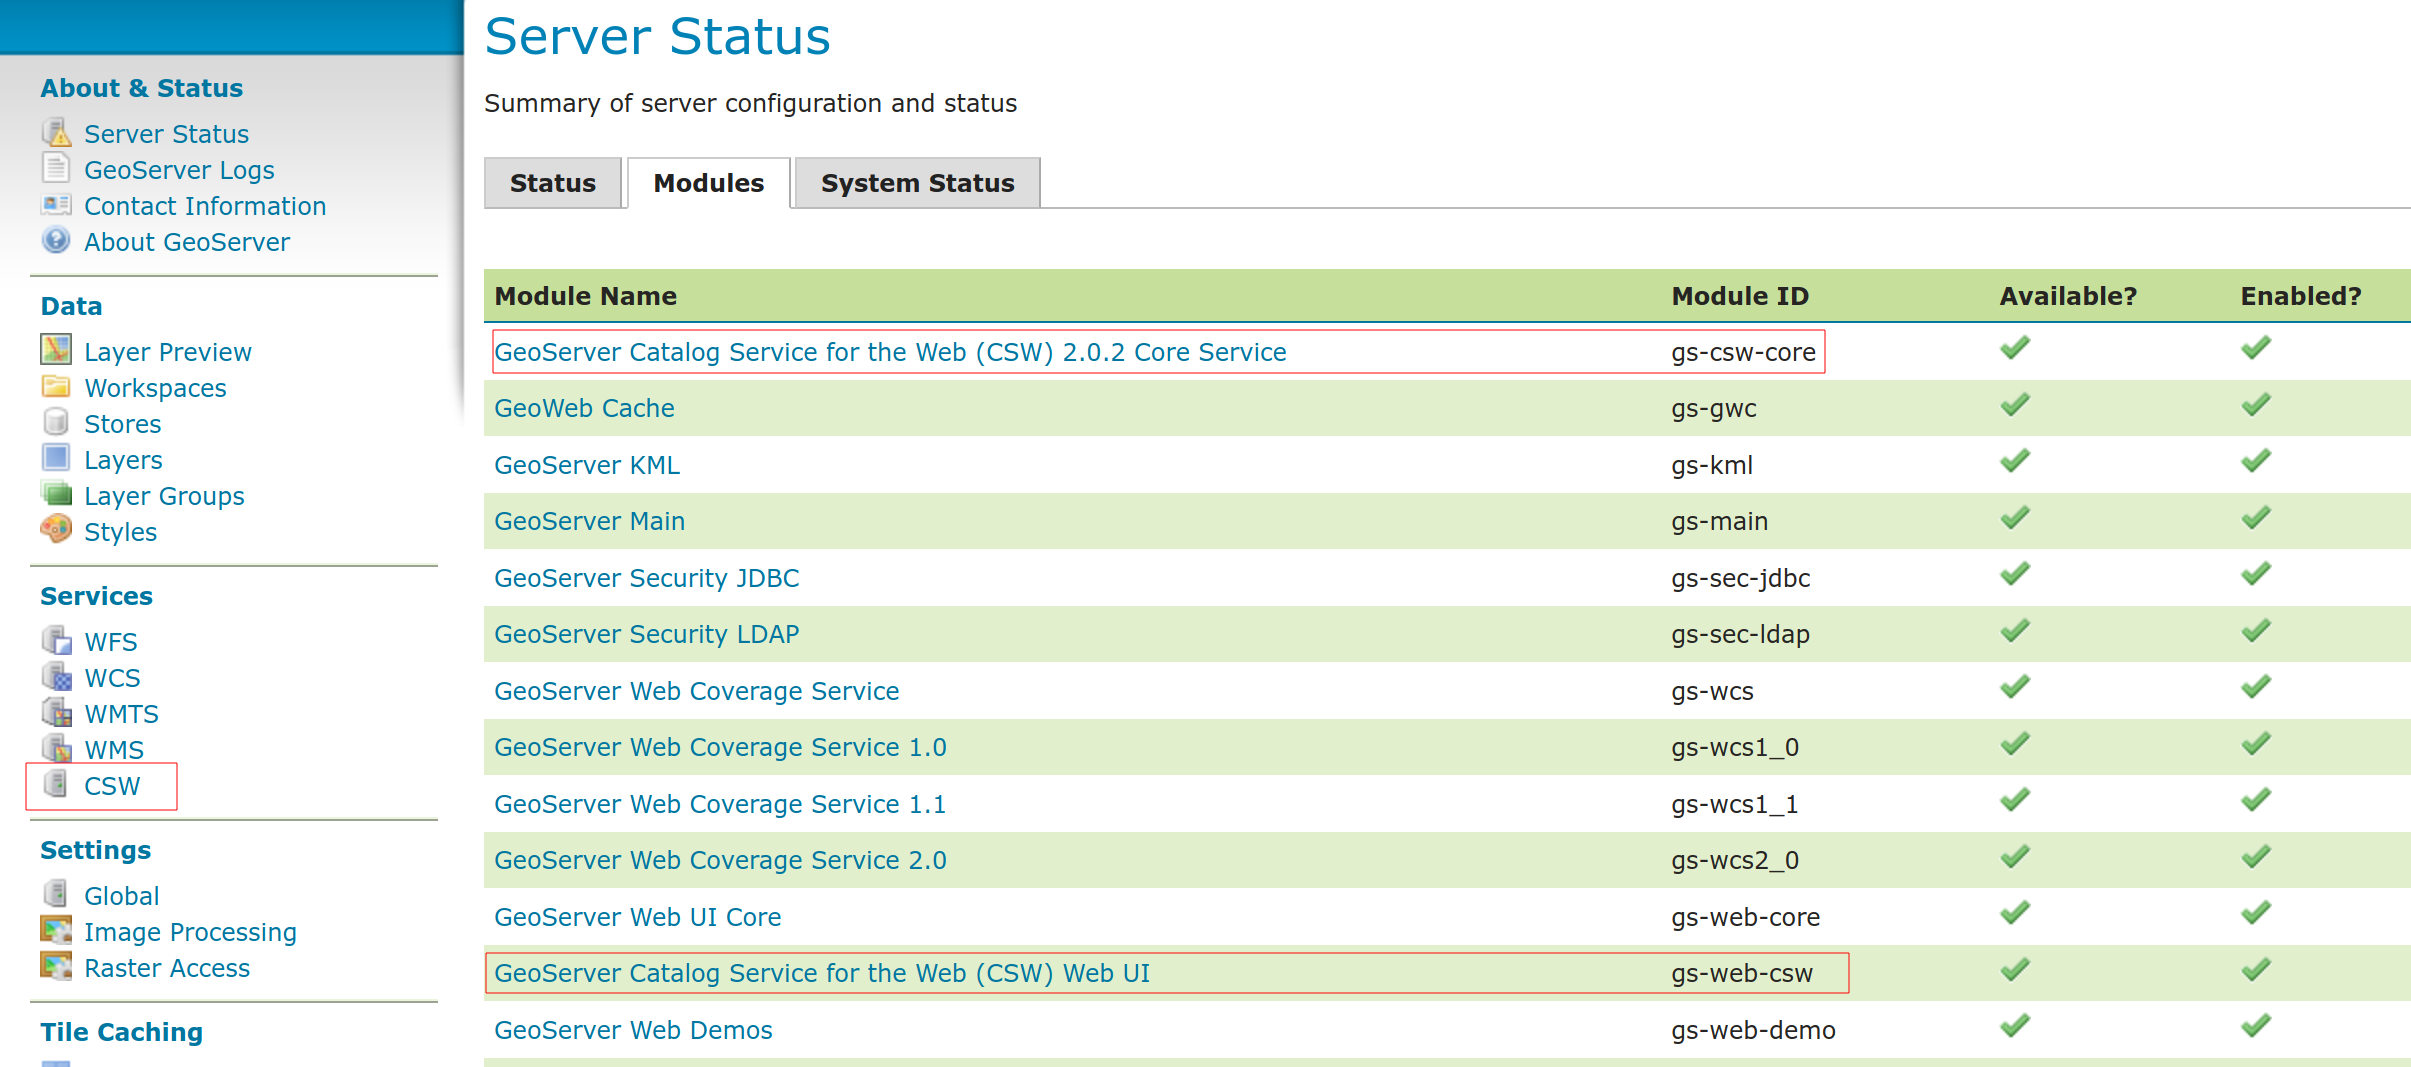 About & Status
Server Status
GeoServer Logs
Contact Information
About GeoServer
Data
Layer Preview
Workspaces
Stores
Layers
Layer Groups
Styles
Services
WFS
WCS
WMTS
WMS
CSW
Settings
Global
Image Processing
Raster Access
Tile Caching
Server Status
Summary of server configuration and status
Status Modules System Status
Module Name Module ID Available? Enabled?
GeoServer Catalog Service for the Web (CSW) 2.0.2 Core Service gs-csw-core
GeoWeb Cache gs-gwc
GeoServer KML gs-kml
GeoServer Main gs-main
GeoServer Security JDBC gs-sec-jdbc
GeoServer Security LDAP gs-sec-ldap
GeoServer Web Coverage Service gs-wcs
GeoServer Web Coverage Service 1.0 gs-wcs1_0
GeoServer Web Coverage Service 1.1 gs-wcs1_1
GeoServer Web Coverage Service 2.0 gs-wcs2_0
GeoServer Web UI Core gs-web-core
GeoServer Catalog Service for the Web (CSW) Web UI gs-web-csw
GeoServer Web Demos gs-web-demo